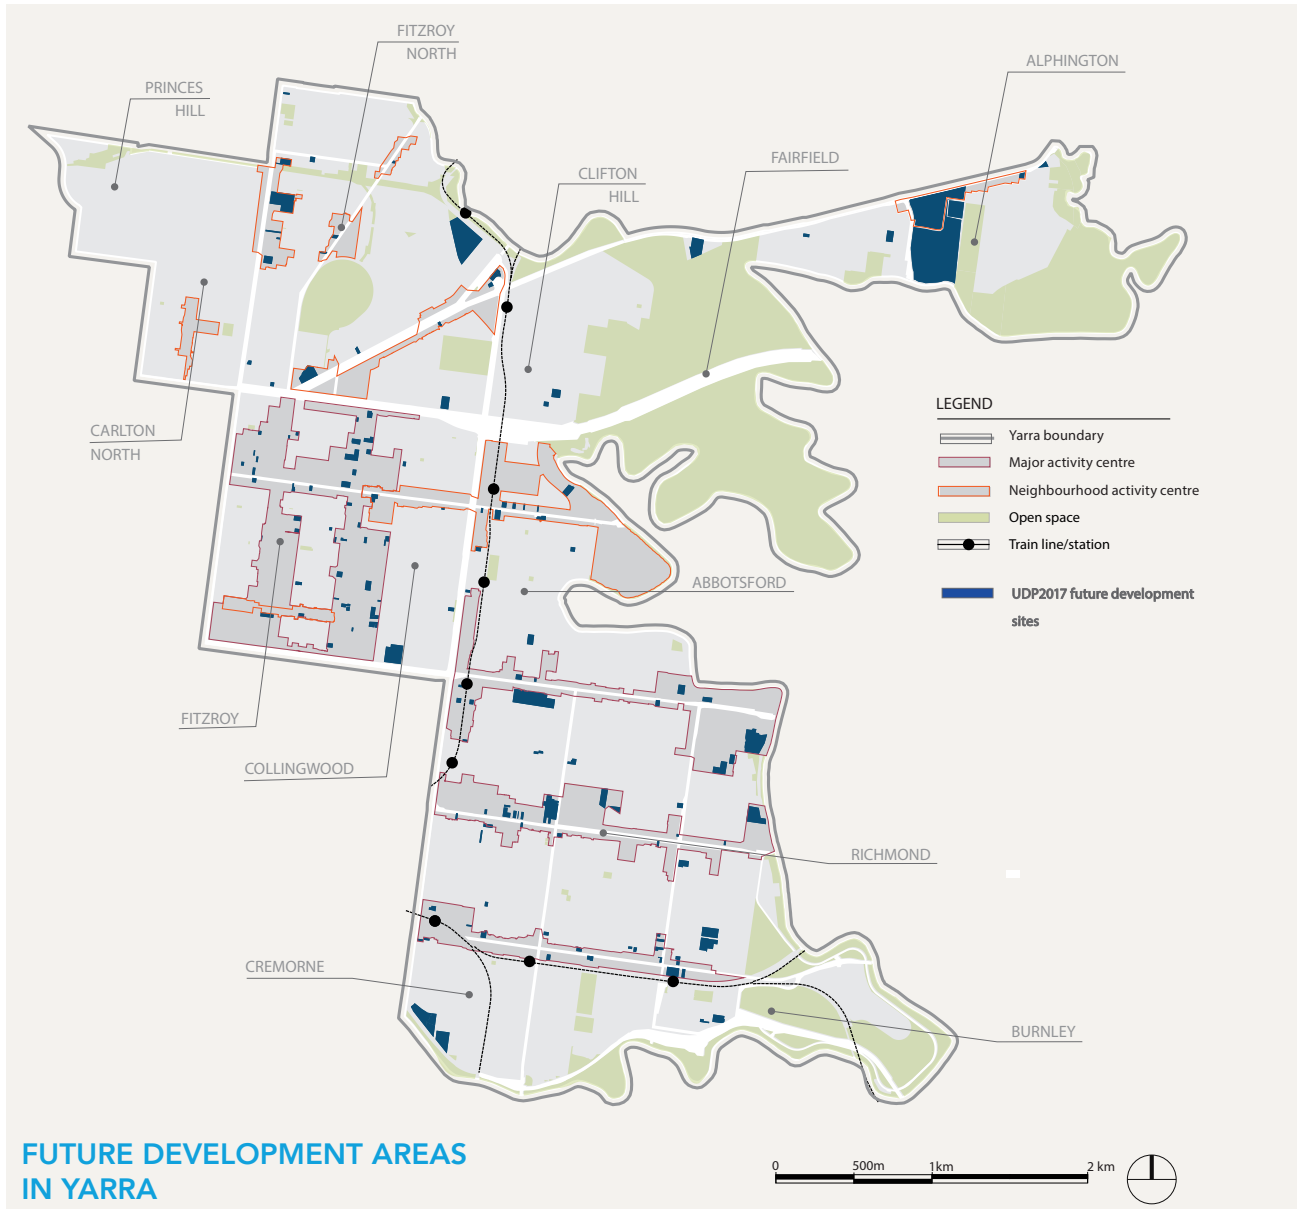 FITZROY
NORTH
PRINCES
HILL
ALPHINGTON
FAIRFIELD
CLIFTON
HILL
CARLTON
NORTH
LEGEND
Yarra boundary
Major activity centre
Neighbourhood activity centre
Open space
Train line/station
UDP2017 future development
sites
ABBOTSFORD
FITZROY
COLLINGWOOD
RICHMOND
CREMORNE
BURNLEY
FUTURE DEVELOPMENT AREAS
IN YARRA
0 500m 1km 2 km